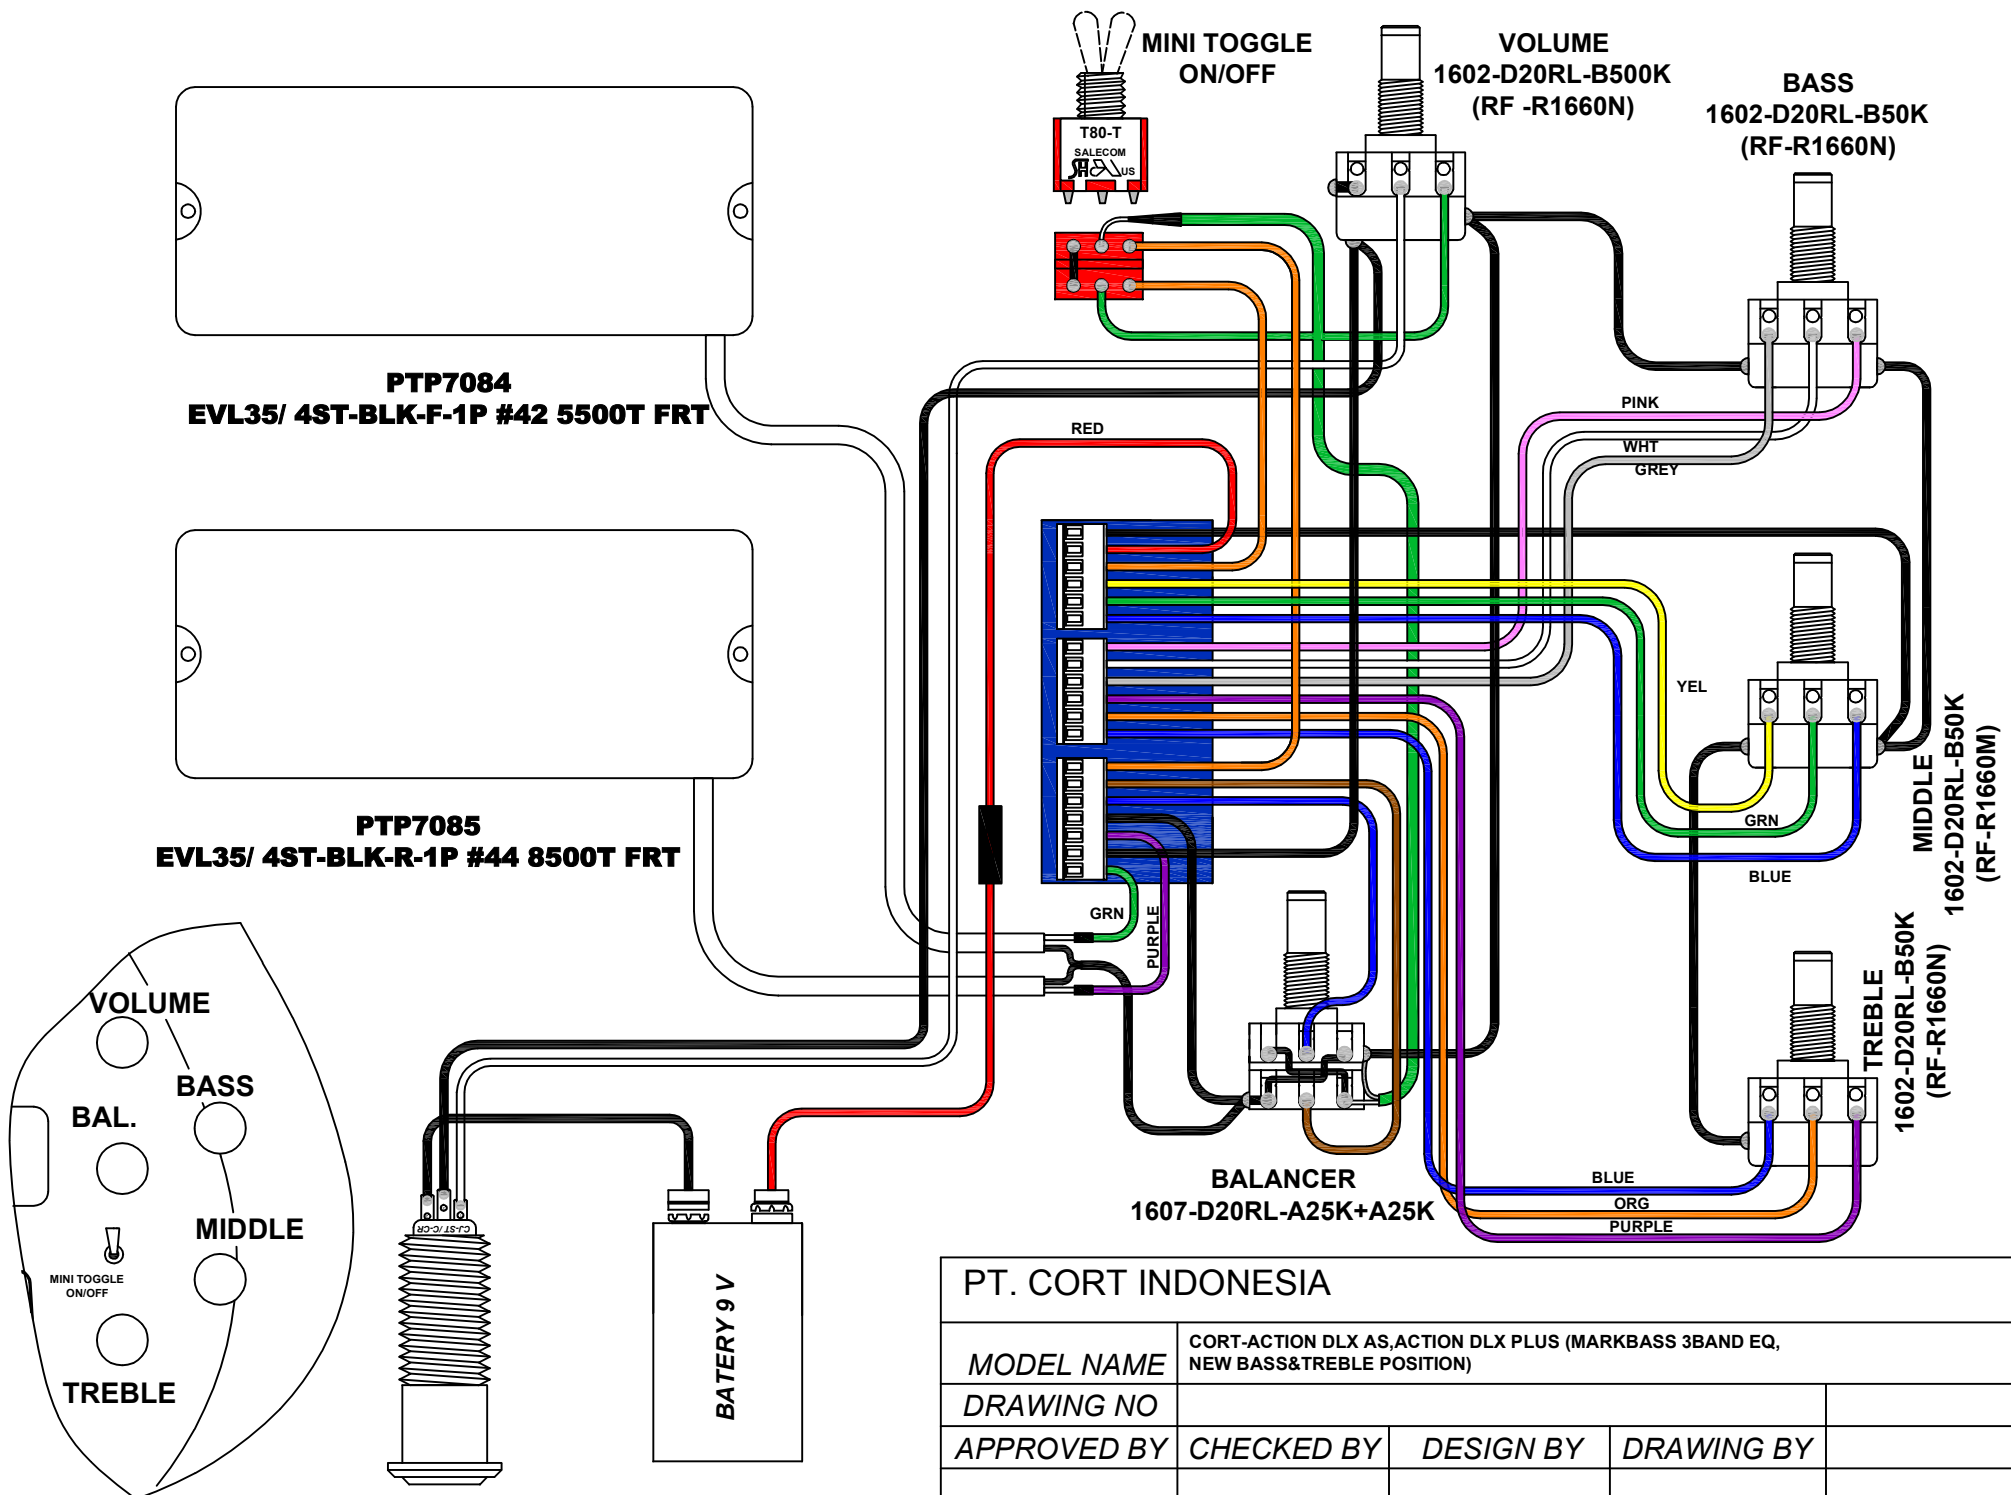 MINI TOGGLE
ON/OFF
T80-T
SALECOM
US
VOLUME
1602-D20RL-B500K
(RF -R1660N)
BASS
1602-D20RL-B50K
(RF-R1660N)
PTP7084
EVL35/ 4ST-BLK-F-1P #42 5500T FRT
PTP7085
EVL35/ 4ST-BLK-R-1P #44 8500T FRT
RED
PINK
WHT
GREY
YEL
GRN
BLUE
MIDDLE
1602-D20RL-B50K
(RF-R1660M)
GRN
PURPLE
TREBLE
1602-D20RL-B50K
(RF-R1660N)
BLUE
ORG
PURPLE
BALANCER
1607-D20RL-A25K+A25K
VOLUME
BASS
BAL.
MIDDLE
MINI TOGGLE
ON/OFF
TREBLE
CJ-ST /C-CR
BATERY 9 V
PT. CORT INDONESIA
MODEL NAME
CORT-ACTION DLX AS,ACTION DLX PLUS (MARKBASS 3BAND EQ,
NEW BASS&TREBLE POSITION)
DRAWING NO
APPROVED BY
CHECKED BY
DESIGN BY
DRAWING BY